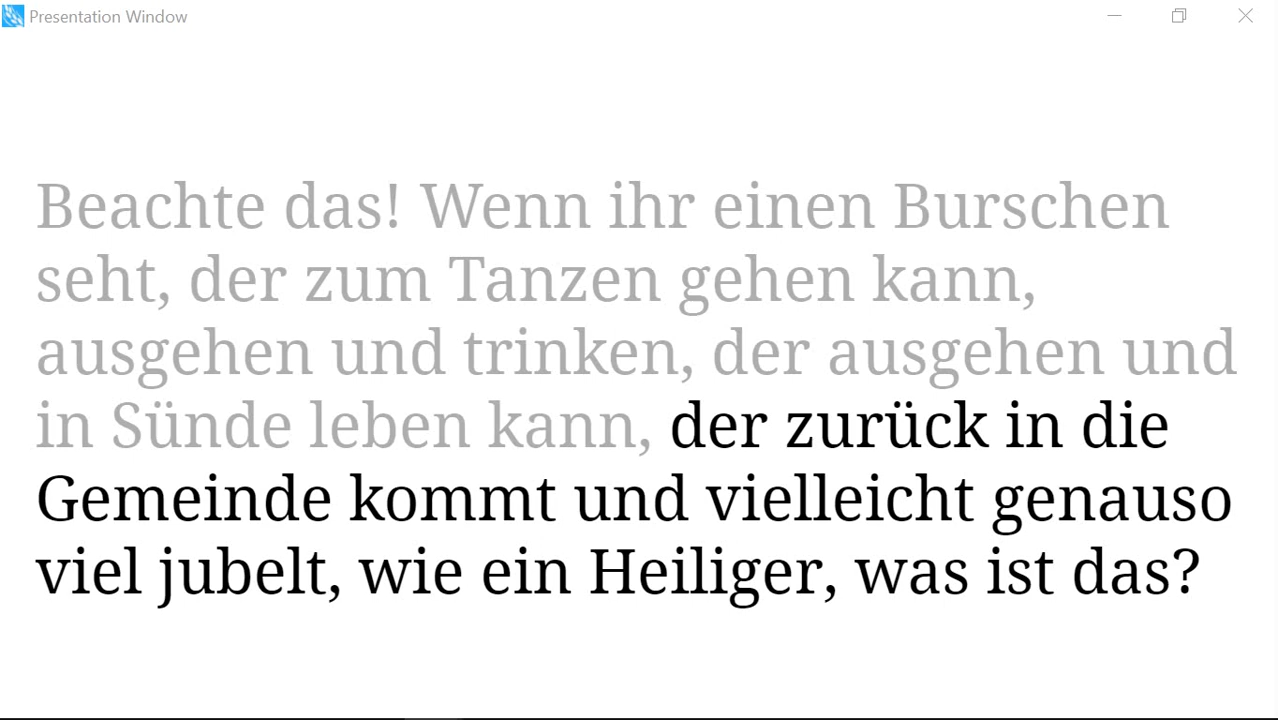 Presentation Window
Beachte das! Wenn ihr einen Burschen
seht, der zum Tanzen gehen kann,
ausgehen und trinken, der ausgehen und
in Sünde leben kann, der zurück in die
Gemeinde kommt und vielleicht genauso
viel jubelt, wie ein Heiliger, was ist das?